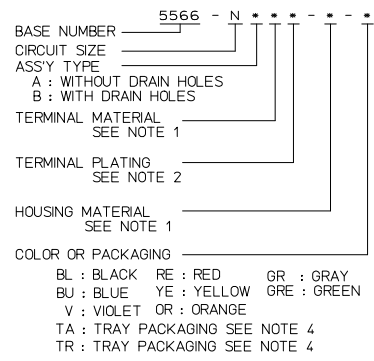 5566 - N * * * - * - *
BASE NUMBER
CIRCUIT SIZE
ASS'Y TYPE
A : WITHOUT DRAIN HOLES
B : WITH DRAIN HOLES
TERMINAL MATERIAL
SEE NOTE 1
TERMINAL PLATING
SEE NOTE 2
HOUSING MATERIAL
SEE NOTE 1
COLOR OR PACKAGING
BL : BLACK RE : RED GR : GRAY
BU : BLUE YE : YELLOW GRE : GREEN
V : VIOLET OR : ORANGE
TA : TRAY PACKAGING SEE NOTE 4
TR : TRAY PACKAGING SEE NOTE 4